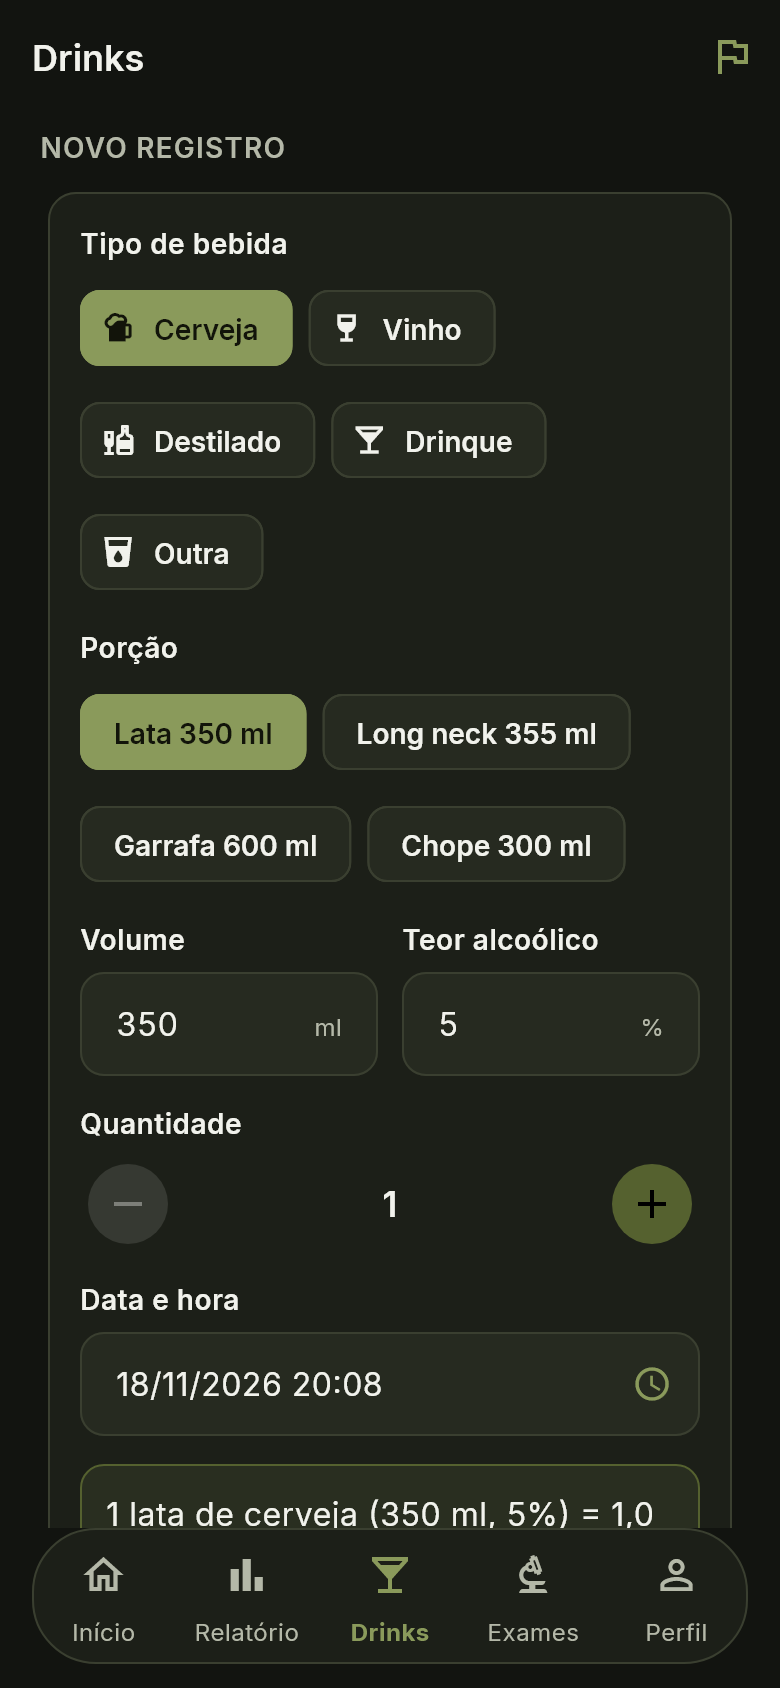 Drinks
NOVO REGISTRO
Tipo de bebida
Cerveja
Vinho
Destilado
Drinque
Outra
Porção
Lata 350 ml
Long neck 355 ml
Garrafa 600 ml
Chope 300 ml
Volume
Teor alcoólico
350 ml
5 %
Quantidade
1
Data e hora
18/11/2026 20:08
1 lata de cerveja (350 ml, 5%) = 1,0
Início
Relatório
Drinks
Exames
Perfil